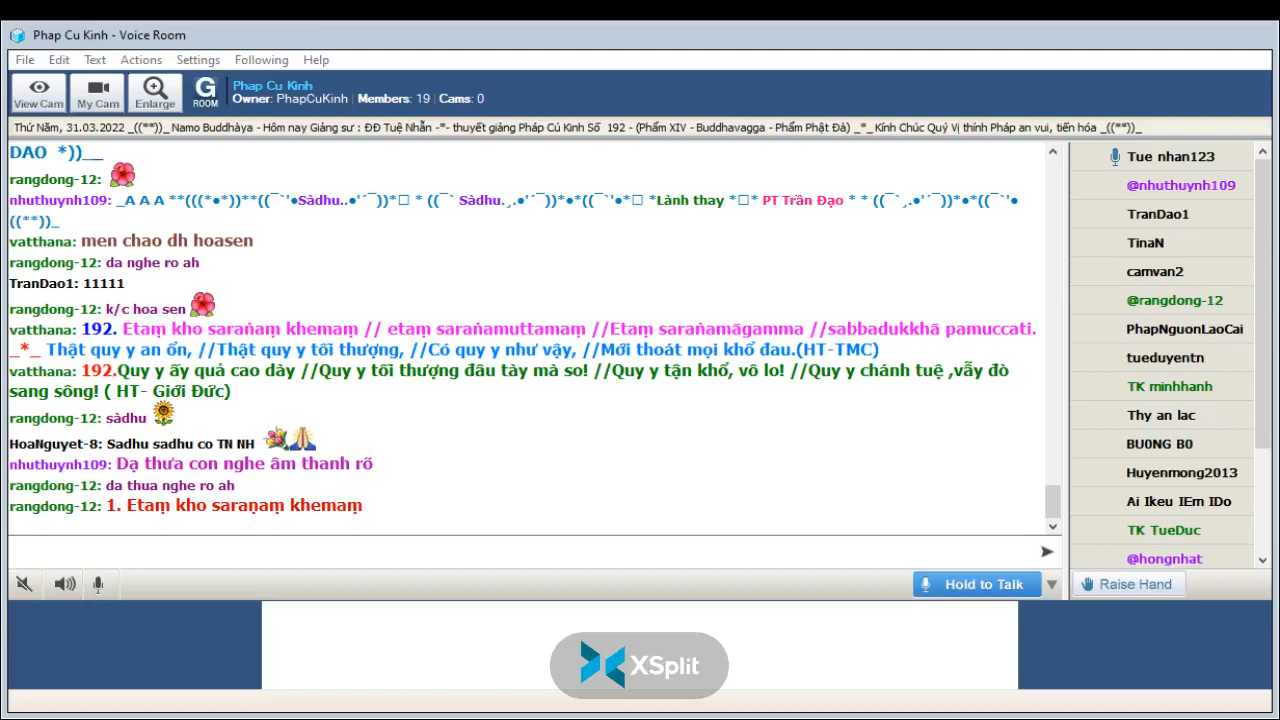 Phap Cu Kinh - Voice Room
File Edit Text Actions Settings Following Help
View Cam My Cam Enlarge G ROOM
Phap Cu Kinh
Owner: PhapCuKinh Members: 19 Cams: 0
Thứ Năm, 31.03.2022 _((**))_ Namo Buddhàya - Hôm nay Giảng sư : ĐĐ Tuệ Nhẫn -*- thuyết giảng Pháp Cú Kinh Số 192 - (Phẩm XIV - Buddhavagga - Phẩm Phật Đà) _*_ Kính Chúc Quý Vị thính Pháp an vui, tiến hóa _((**))_
DAO *))__
rangdong-12:
nhuthuynh109: _A A A **(((*●*))**((¯`'●Sàdhu..●'´¯))*□ * ((¯` Sàdhu.¸.●'´¯))*●*((¯`'●*□ *Lành thay *□* PT Trần Đạo * * ((¯`¸.●'´¯))*●*((¯`'●
((**))_
vatthana: men chao dh hoasen
rangdong-12: da nghe ro ah
TranDao1: 11111
rangdong-12: k/c hoa sen
vatthana: 192. Etaṃ kho saraṅaṃ khemaṃ // etaṃ saraṅamuttamaṃ //Etaṃ saraṅamāgamma //sabbadukkhā pamuccati.
_*_ Thật quy y an ổn, //Thật quy y tối thượng, //Có quy y như vậy, //Mới thoát mọi khổ đau.(HT-TMC)
vatthana: 192.Quy y ấy quả cao dày //Quy y tối thượng đâu tày mà so! //Quy y tận khổ, vô lo! //Quy y chánh tuệ ,vẫy đò
sang sông! ( HT- Giới Đức)
rangdong-12: sàdhu
HoaNguyet-8: Sadhu sadhu co TN NH
nhuthuynh109: Dạ thưa con nghe âm thanh rõ
rangdong-12: da thua nghe ro ah
rangdong-12: 1. Etaṃ kho saraṇaṃ khemaṃ
Hold to Talk
Tue nhan123
@nhuthuynh109
TranDao1
TinaN
camvan2
@rangdong-12
PhapNguonLaoCai
tueduyentn
TK minhhanh
Thy an lac
BU0NG B0
Huyenmong2013
Ai Ikeu IEm IDo
TK TueDuc
@hongnhat
Raise Hand
XSplit